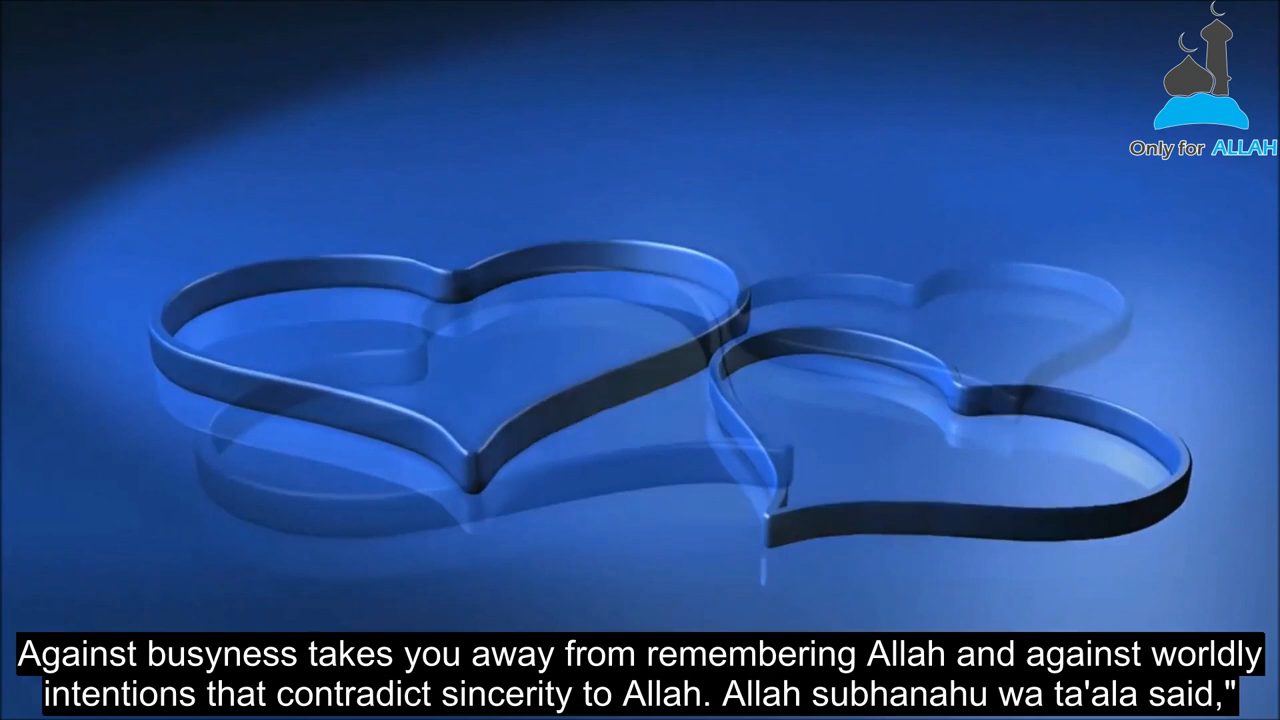 Only for ALLAH
Against busyness takes you away from remembering Allah and against worldly
intentions that contradict sincerity to Allah. Allah subhanahu wa ta'ala said,"